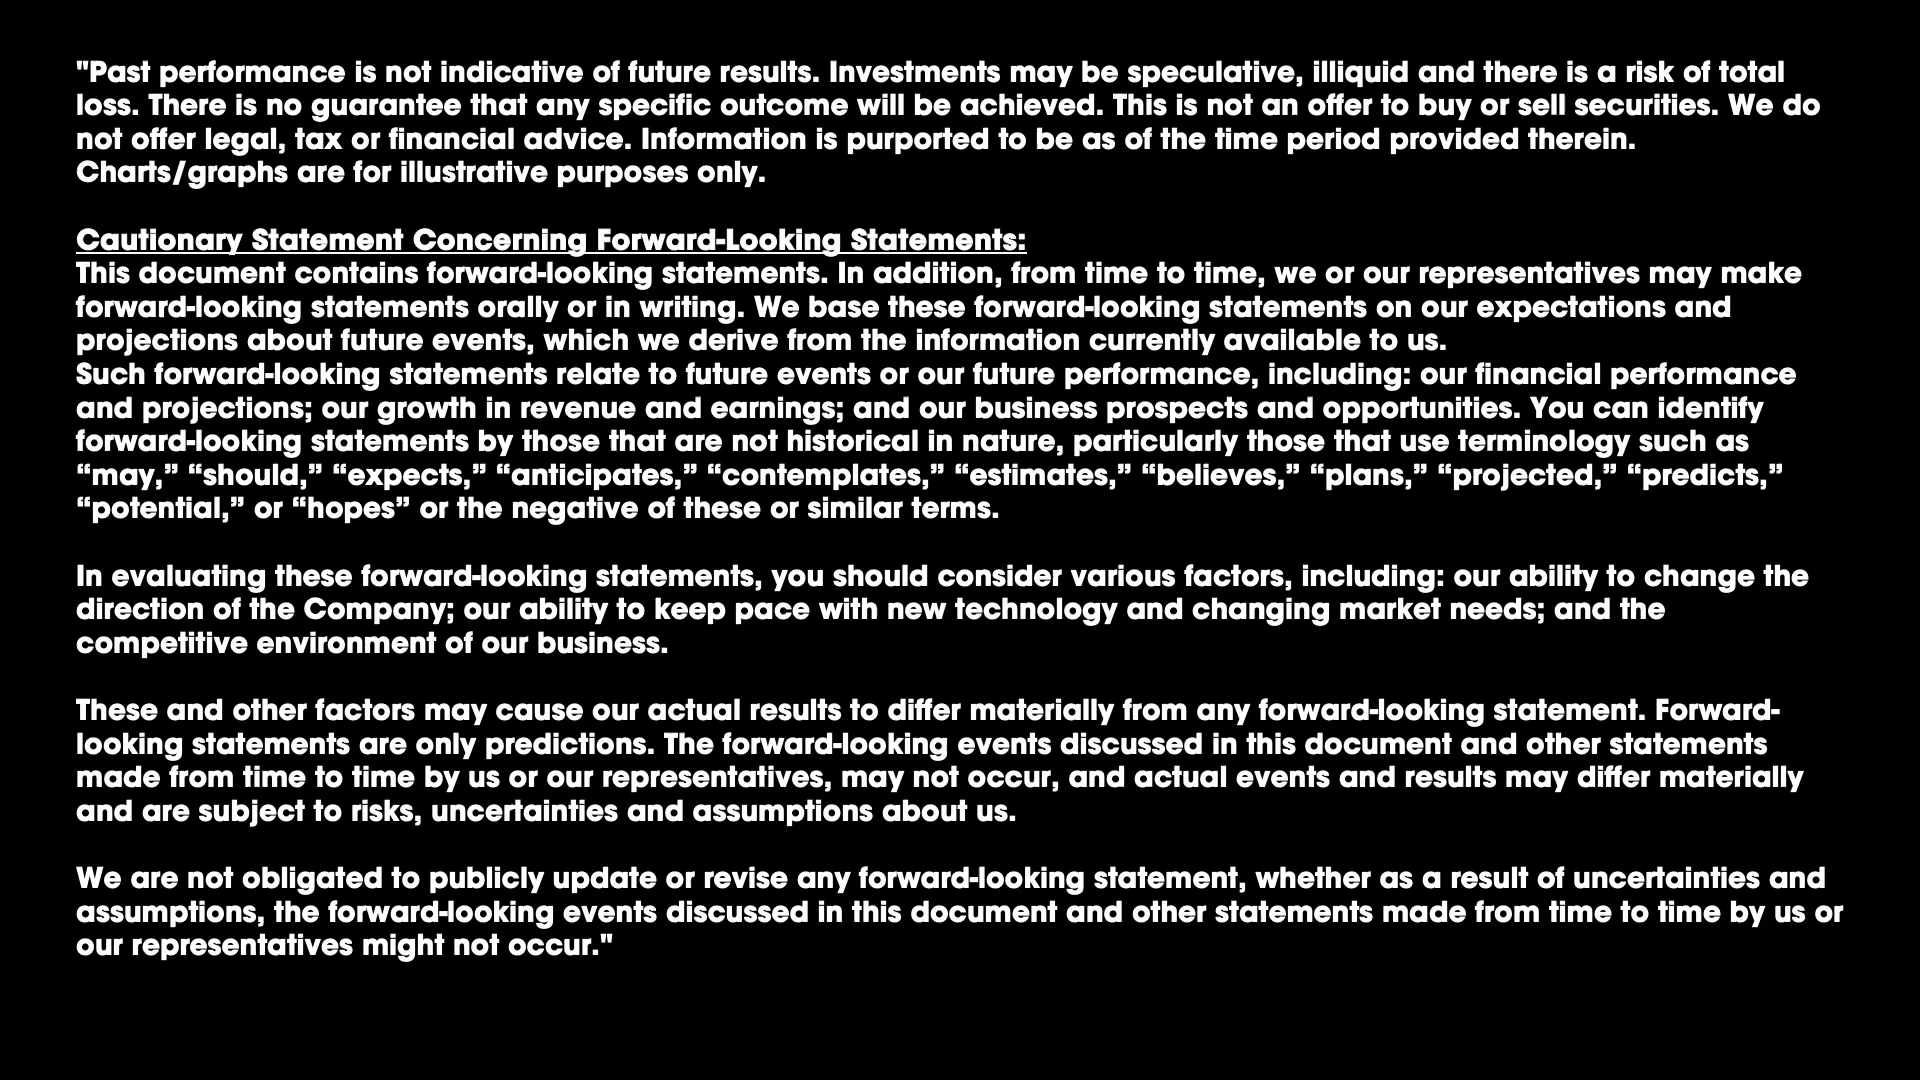 "Past performance is not indicative of future results. Investments may be speculative, illiquid and there is a risk of total
loss. There is no guarantee that any specific outcome will be achieved. This is not an offer to buy or sell securities. We do
not offer legal, tax or financial advice. Information is purported to be as of the time period provided therein.
Charts/graphs are for illustrative purposes only.
Cautionary Statement Concerning Forward-Looking Statements:
This document contains forward-looking statements. In addition, from time to time, we or our representatives may make
forward-looking statements orally or in writing. We base these forward-looking statements on our expectations and
projections about future events, which we derive from the information currently available to us.
Such forward-looking statements relate to future events or our future performance, including: our financial performance
and projections; our growth in revenue and earnings; and our business prospects and opportunities. You can identify
forward-looking statements by those that are not historical in nature, particularly those that use terminology such as
“may,” “should,” “expects,” “anticipates,” “contemplates,” “estimates,” “believes,” “plans,” “projected,” “predicts,”
“potential,” or “hopes” or the negative of these or similar terms.
In evaluating these forward-looking statements, you should consider various factors, including: our ability to change the
direction of the Company; our ability to keep pace with new technology and changing market needs; and the
competitive environment of our business.
These and other factors may cause our actual results to differ materially from any forward-looking statement. Forward-
looking statements are only predictions. The forward-looking events discussed in this document and other statements
made from time to time by us or our representatives, may not occur, and actual events and results may differ materially
and are subject to risks, uncertainties and assumptions about us.
We are not obligated to publicly update or revise any forward-looking statement, whether as a result of uncertainties and
assumptions, the forward-looking events discussed in this document and other statements made from time to time by us or
our representatives might not occur."